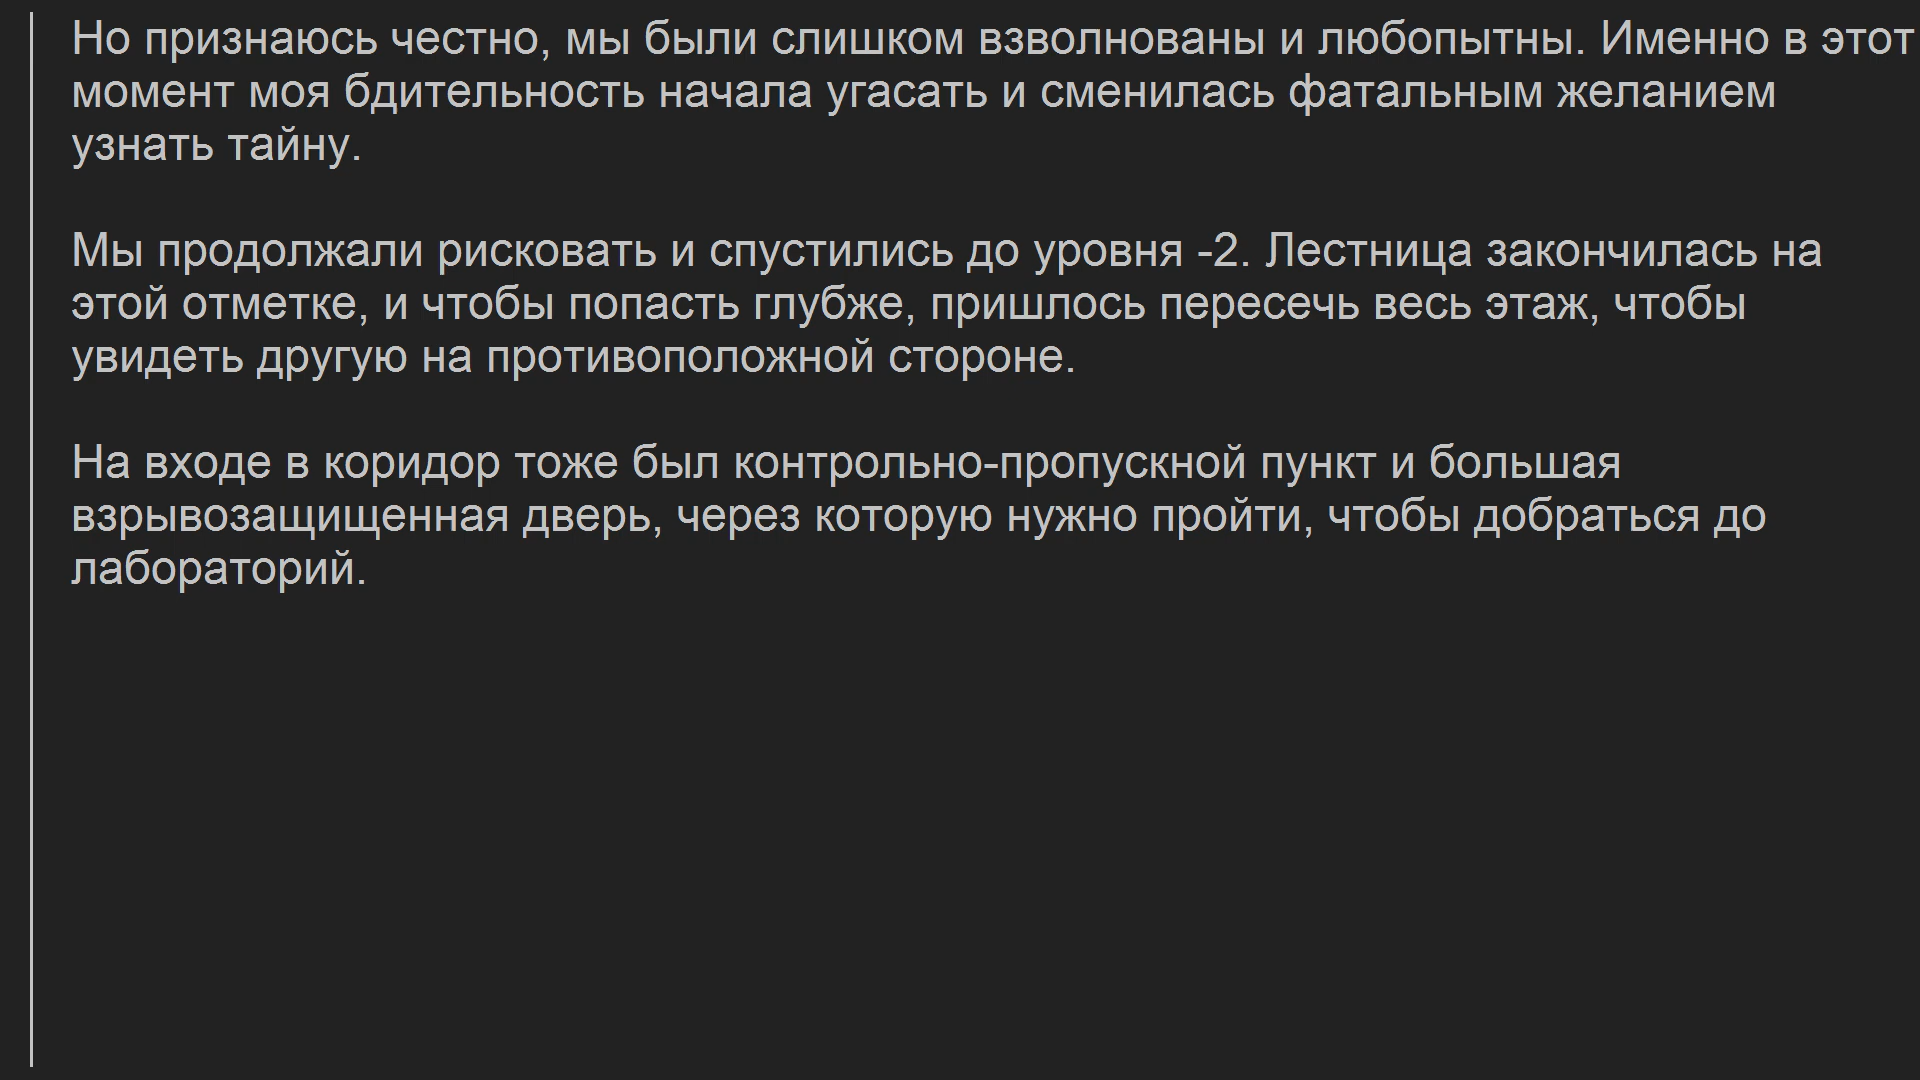 Но признаюсь честно, мы были слишком взволнованы и любопытны. Именно в этот
момент моя бдительность начала угасать и сменилась фатальным желанием
узнать тайну.
Мы продолжали рисковать и спустились до уровня -2. Лестница закончилась на
этой отметке, и чтобы попасть глубже, пришлось пересечь весь этаж, чтобы
увидеть другую на противоположной стороне.
На входе в коридор тоже был контрольно-пропускной пункт и большая
взрывозащищенная дверь, через которую нужно пройти, чтобы добраться до
лабораторий.